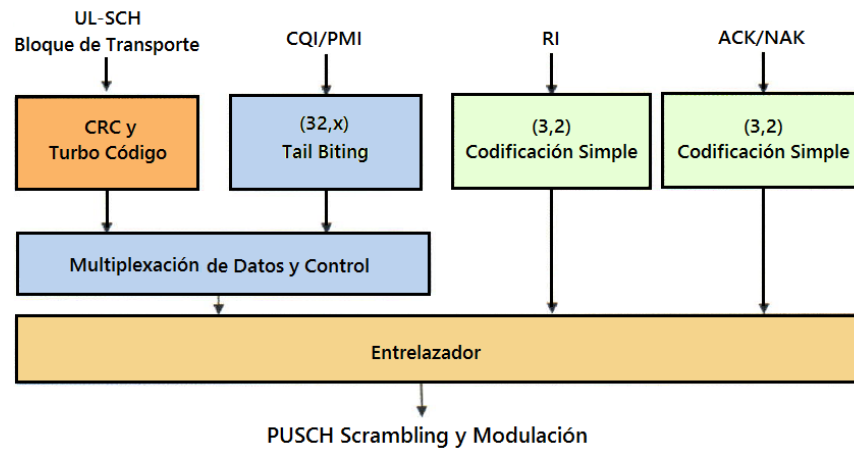 UL-SCH
Bloque de Transporte
CQI/PMI
RI
ACK/NAK
CRC y
Turbo Código
(32,x)
Tail Biting
(3,2)
Codificación Simple
(3,2)
Codificación Simple
Multiplexación de Datos y Control
Entrelazador
PUSCH Scrambling y Modulación